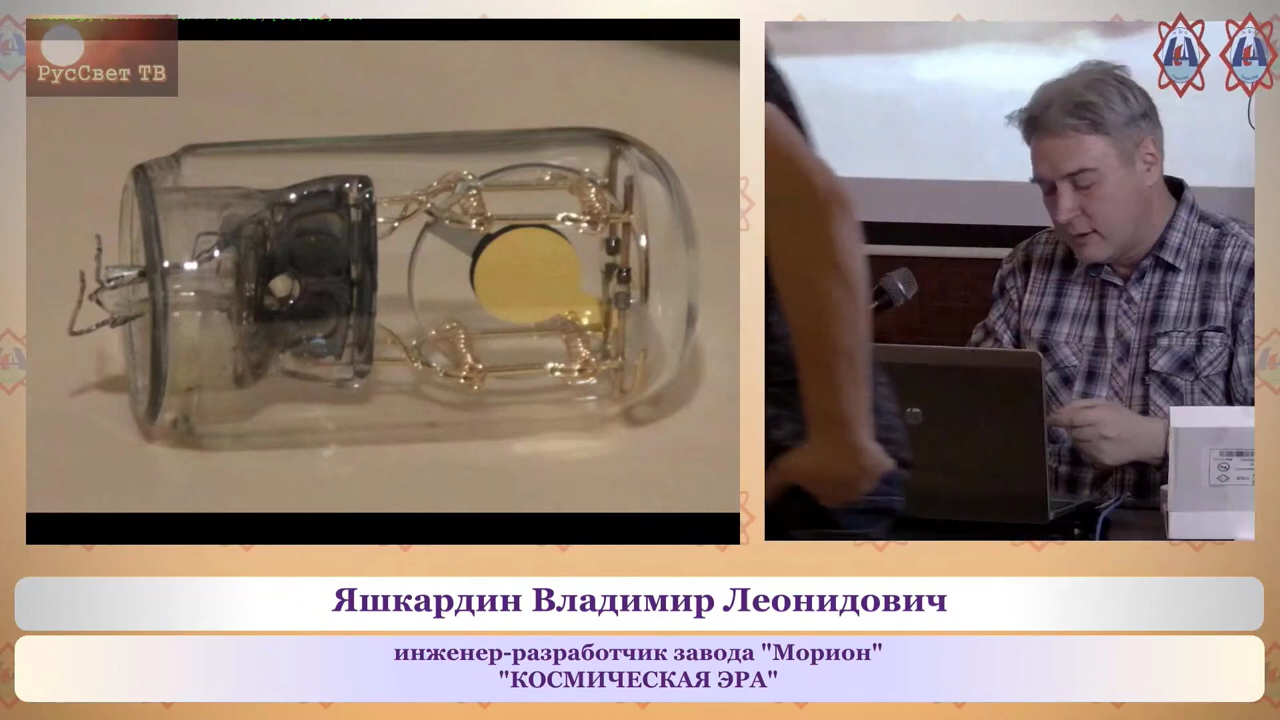 РусСвет ТВ
Яшкардин Владимир Леонидович
инженер-разработчик завода "Морион"
"КОСМИЧЕСКАЯ ЭРА"